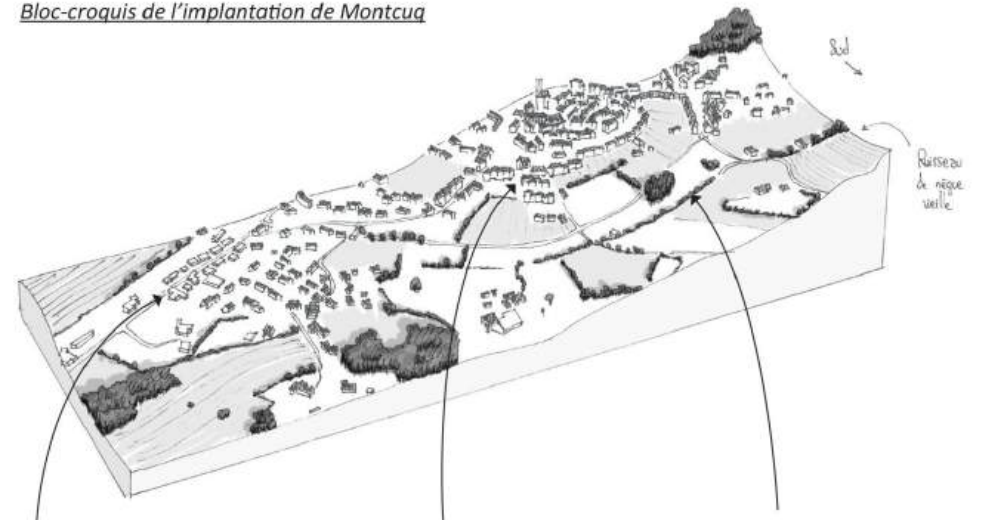 Bloc-croquis de l'implantation de Montcuq
Sud
Ruisseau
de nègue
vieille